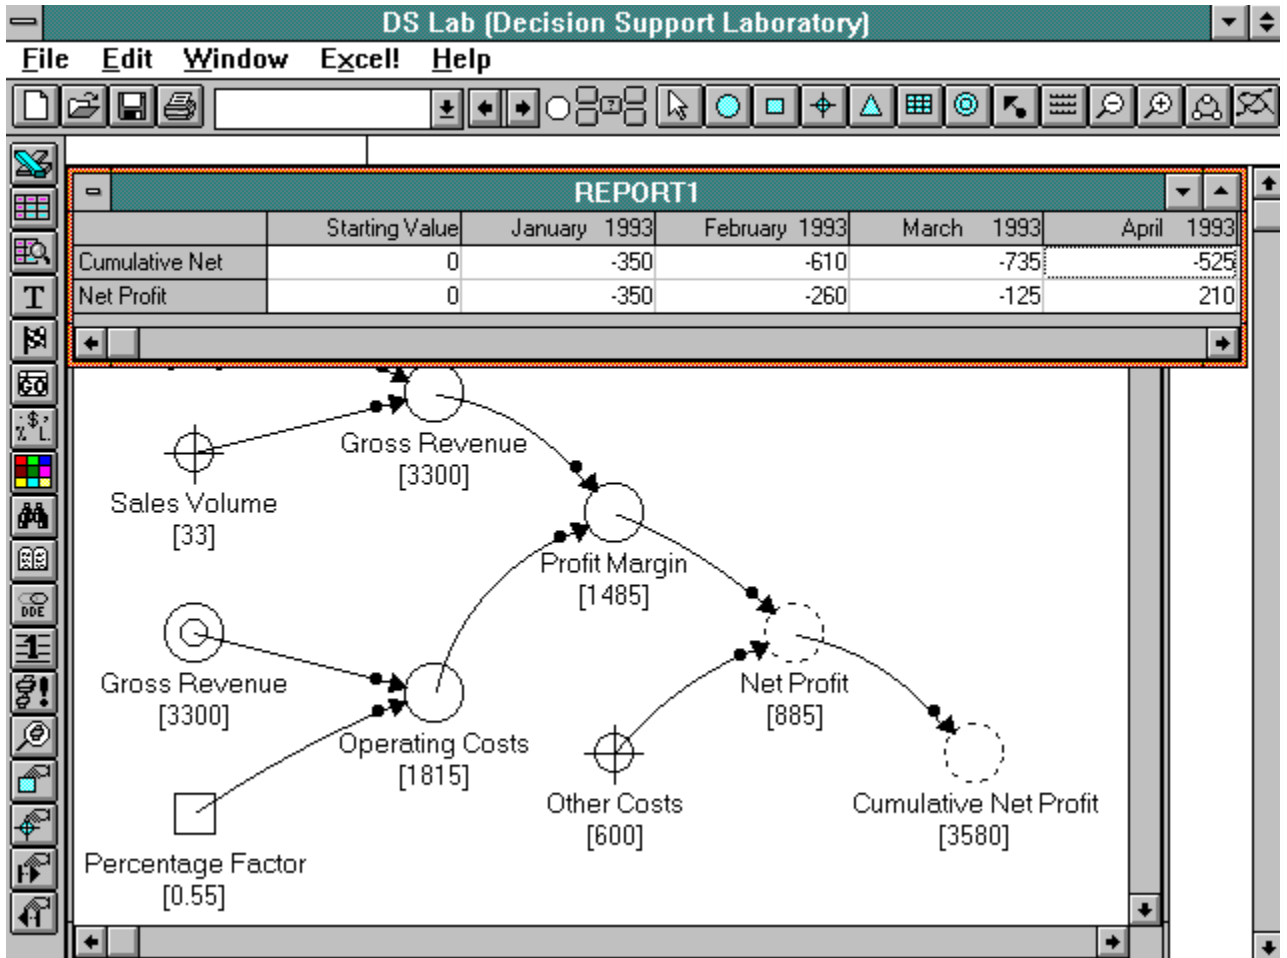 DS Lab (Decision Support Laboratory)
File Edit Window Excel! Help
?
REPORT1
Starting Value January 1993 February 1993 March 1993 April 1993
Cumulative Net 0 -350 -610 -735 -525
Net Profit 0 -350 -260 -125 210
T
GO
DDE
1
Gross Revenue
[3300]
Sales Volume
[33]
Profit Margin
[1485]
Gross Revenue
[3300]
Net Profit
[885]
Operating Costs
[1815]
Other Costs
[600]
Cumulative Net Profit
[3580]
Percentage Factor
[0.55]